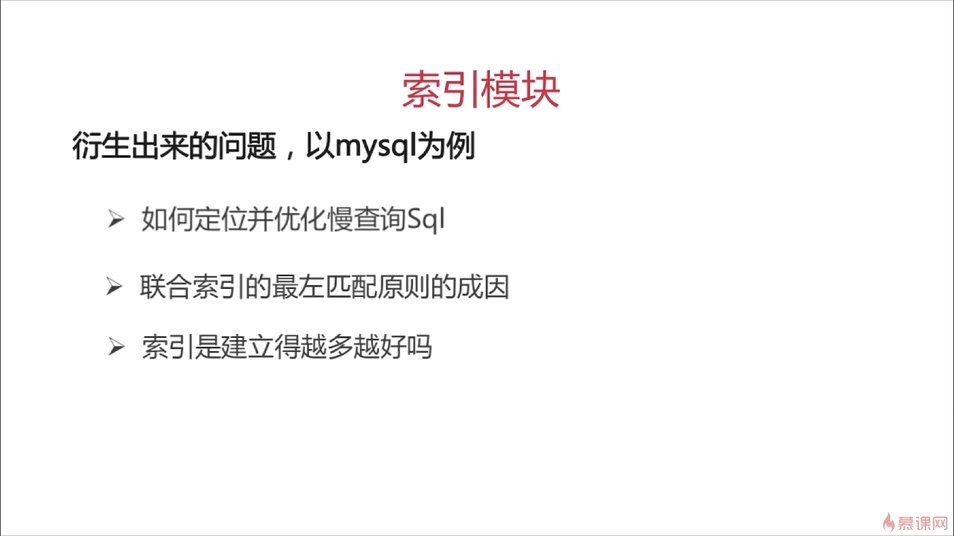 索引模块
衍生出来的问题，以mysql为例
如何定位并优化慢查询Sql
联合索引的最左匹配原则的成因
索引是建立得越多越好吗
慕课网